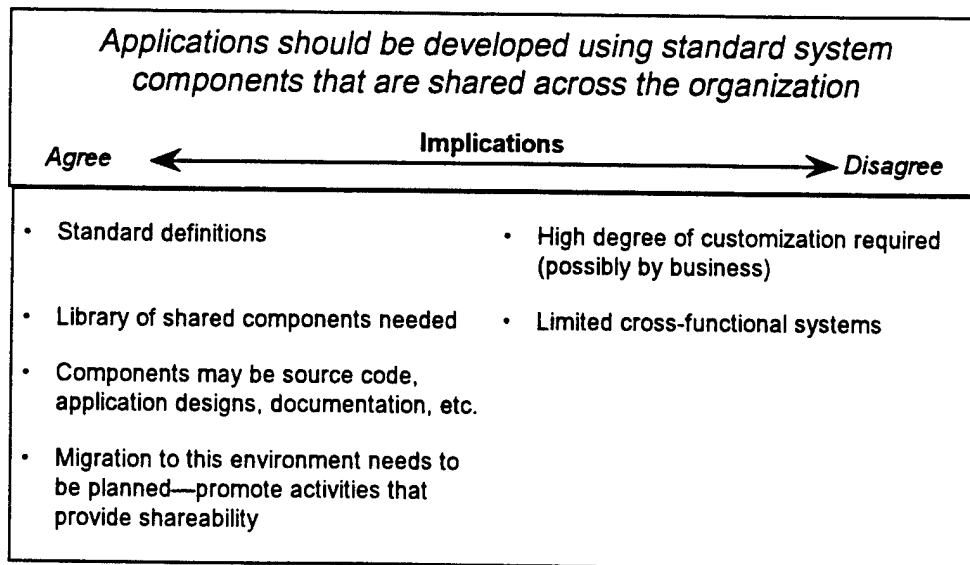 Applications should be developed using standard system
components that are shared across the organization
Implications
Agree
Disagree
• Standard definitions
• Library of shared components needed
• Components may be source code,
application designs, documentation, etc.
• Migration to this environment needs to
be planned—promote activities that
provide shareability
• High degree of customization required
(possibly by business)
• Limited cross-functional systems